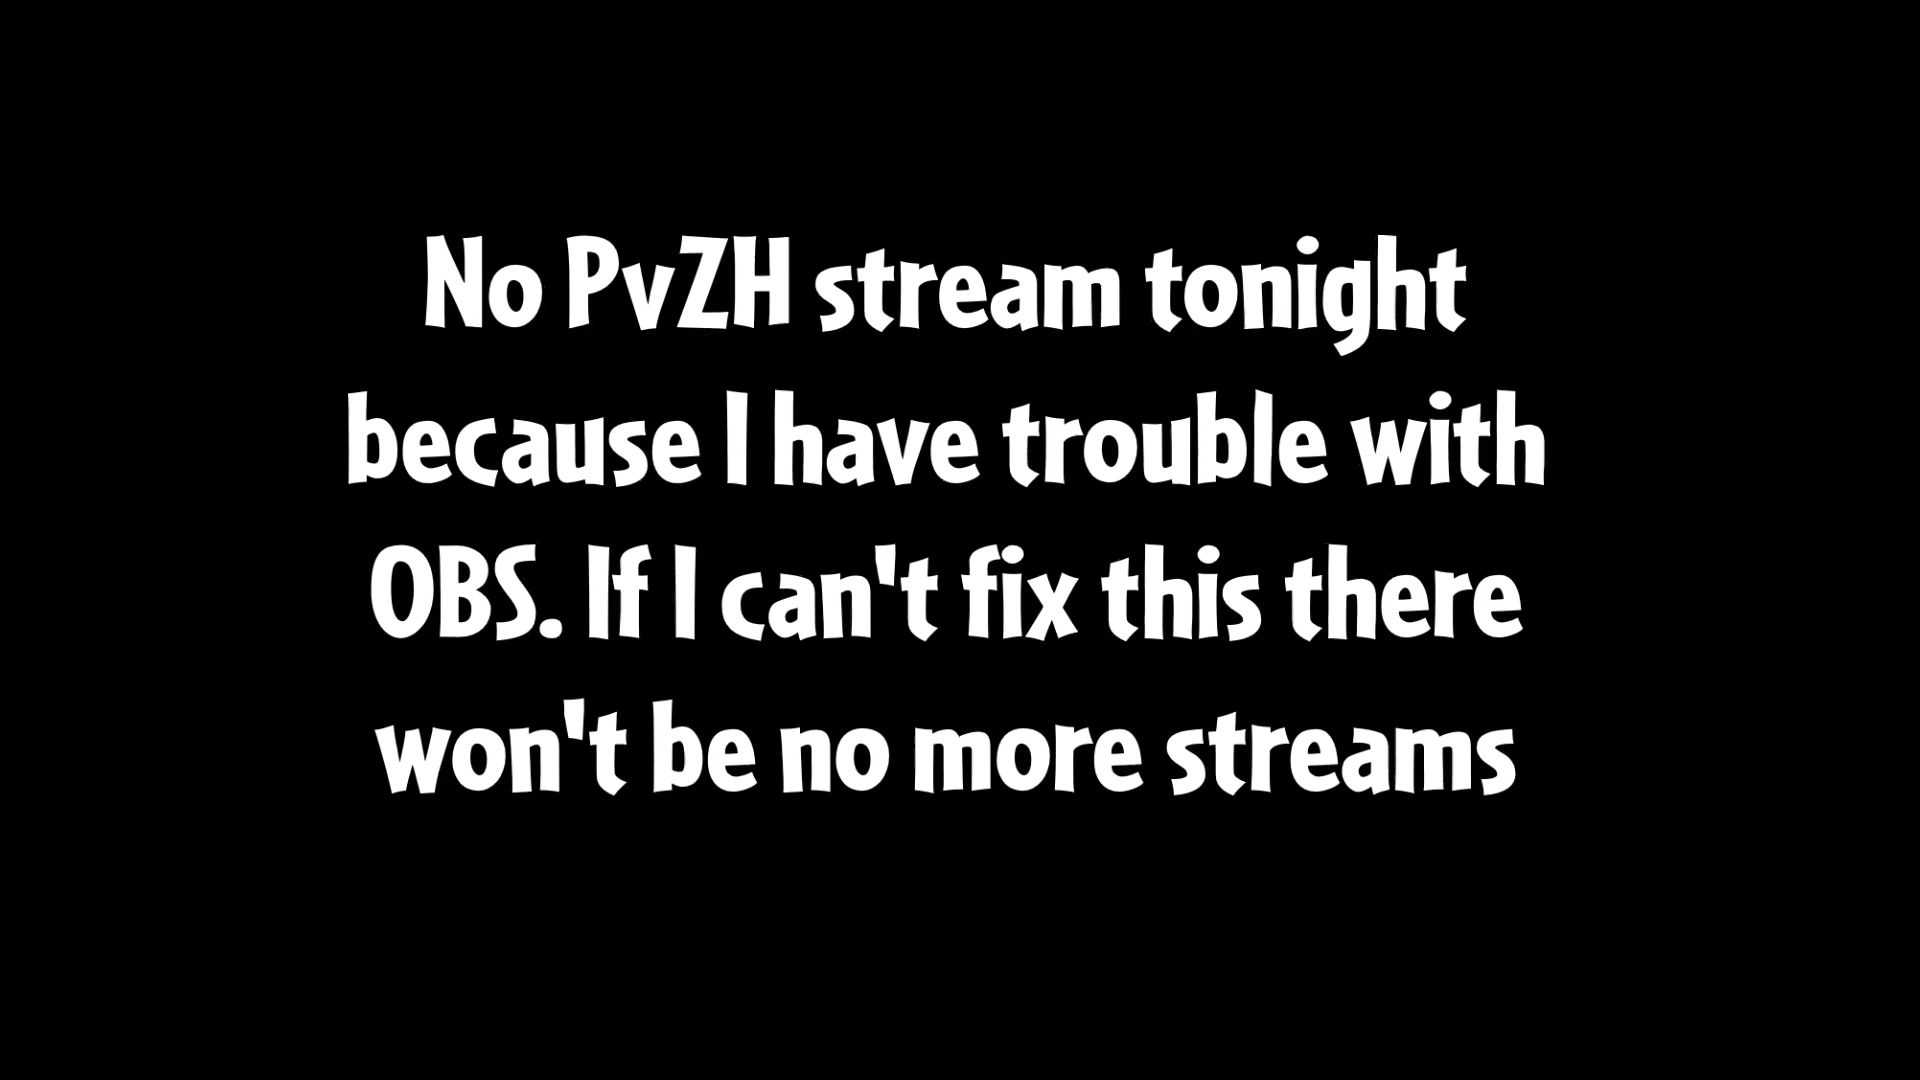 No PvZH stream tonight
because I have trouble with
OBS. If I can't fix this there
won't be no more streams